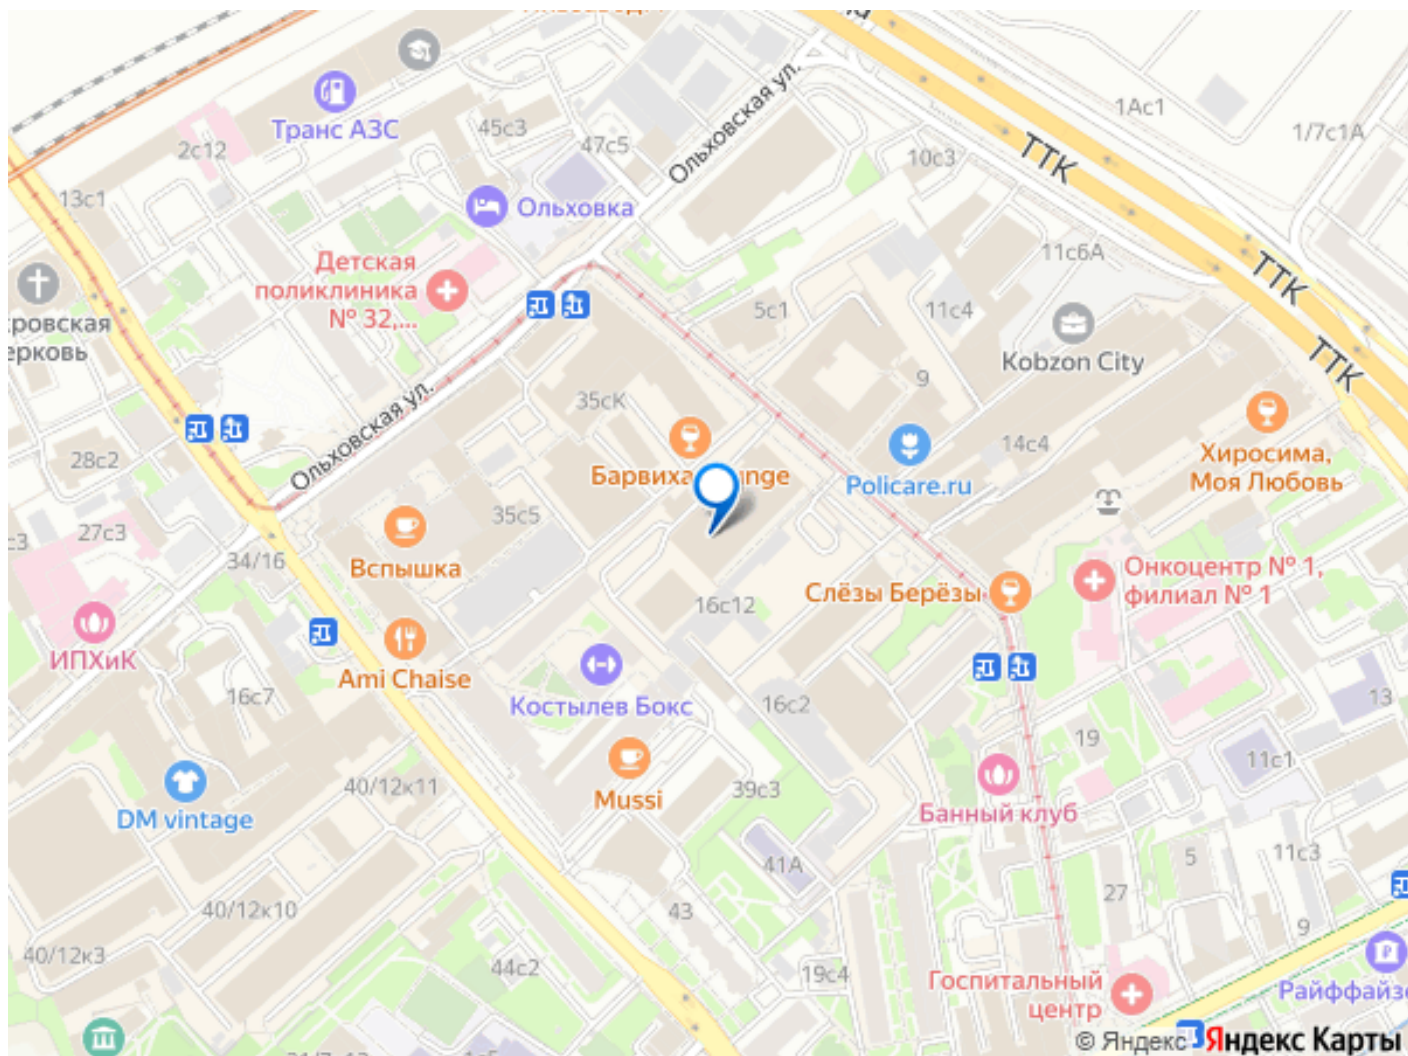 Транс АЗС
45с3
2с12
47с5
Ольховская ул.
1Ас1
1/7с1А
ТТК
10с3
13с1
Ольховка
11с6А
ТТК
Детская
поликлиника
№ 32,...
5с1
11с4
Kobzon City
ТТК
кровская
ерковь
9
Ольховская ул.
35сК
14с4
Хиросима,
Моя Любовь
28с2
Барвиха
nge
Policare.ru
35с5
27с3
с3
34/16
Вспышка
16с12
Слёзы Берёзы
Онкоцентр № 1,
филиал № 1
ИПХиК
Ami Chaise
16с7
Костылев Бокс
16с2
13
19
11с1
40/12к11
39с3
Mussi
DM vintage
Банный клуб
41А
5
11с3
27
40/12к10
43
9
40/12к3
44с2
19с4
Госпитальный
центр
Райффайзе
© Яндекс
Яндекс Карты